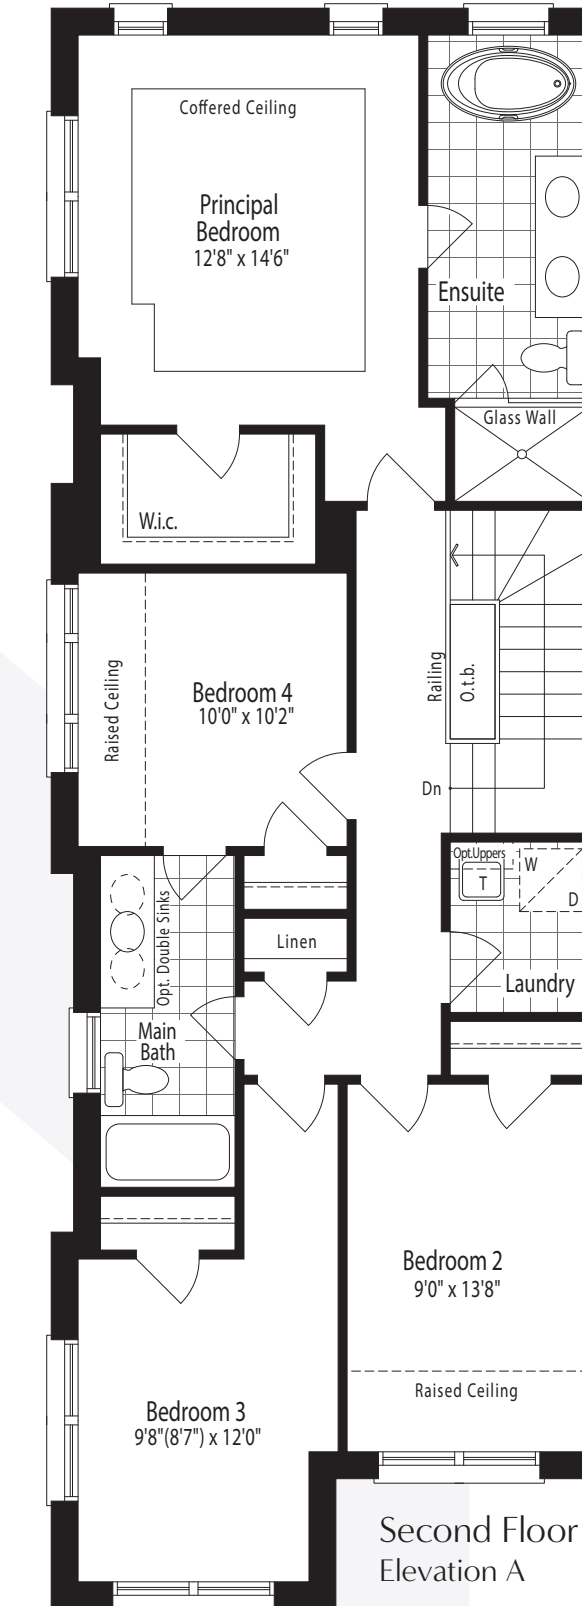 Coffered Ceiling
Principal
Bedroom
12'8" x 14'6"
Ensuite
Glass Wall
W.i.c.
Raised Ceiling
Bedroom 4
10'0" x 10'2"
Railing
O.t.b.
Dn
Opt.Uppers
W
T
D
Laundry
Opt. Double Sinks
Linen
Main
Bath
Bedroom 2
9'0" x 13'8"
Raised Ceiling
Bedroom 3
9'8"(8'7") x 12'0"
Second Floor
Elevation A